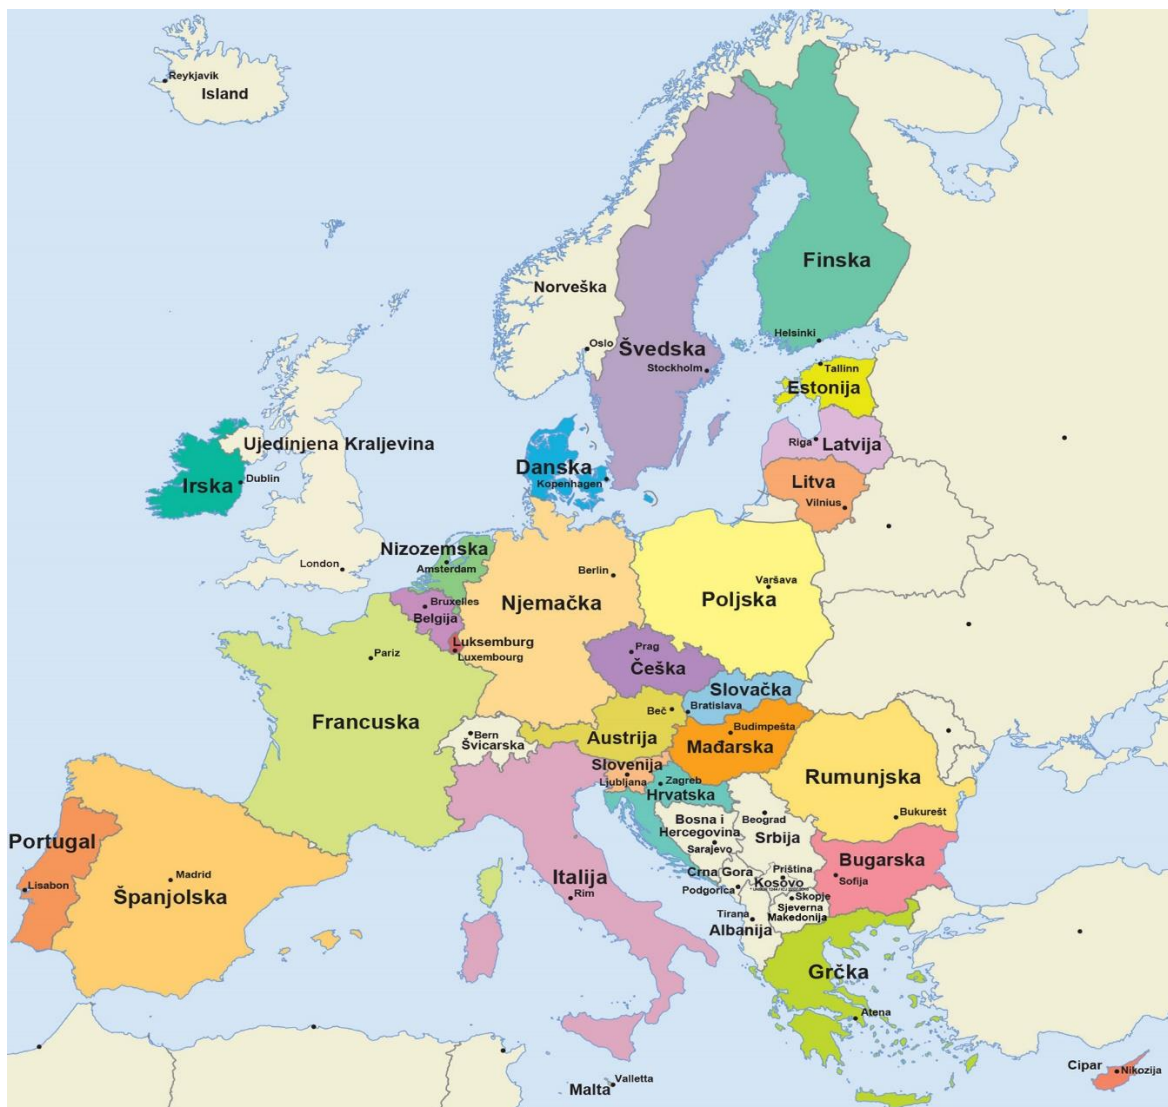 Reykjavik
Island
Finska
Norveška
Helsinki
Oslo
Švedska
Stockholm
Tallinn
Estonija
Ujedinjena Kraljevina
Riga
Latvija
Danska
Kopenhagen
Irska
Dublin
Litva
Vilnius
Nizozemska
Amsterdam
London
Berlin
Varšava
Njemačka
Poljska
Bruxelles
Belgija
Luksemburg
Luxembourg
Pariz
Prag
Češka
Slovačka
Bratislava
Francuska
Beč
Austrija
Bern
Švicarska
Budimpešta
Mađarska
Slovenija
Ljubljana
Zagreb
Hrvatska
Rumunjska
Bukurešt
Bosna i
Hercegovina
Sarajevo
Beograd
Srbija
Portugal
Lisabon
Madrid
Španjolska
Italija
Rim
Crna Gora
Podgorica
Priština
Kosovo
Bugarska
Sofija
Skopje
Sjeverna
Makedonija
Tirana
Albanija
Grčka
Atena
Malta
Valletta
Cipar
Nikozija